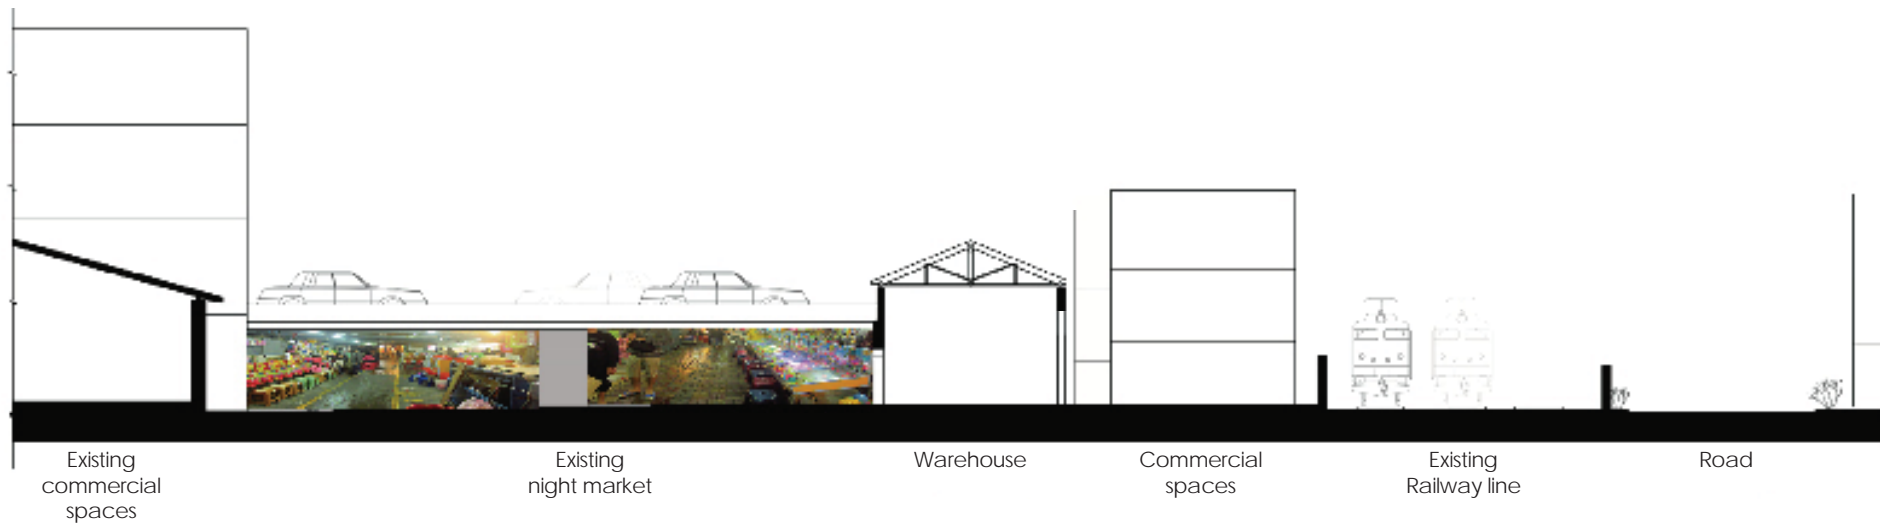 Existing
commercial
spaces
Existing
night market
Warehouse
Commercial
spaces
Existing
Railway line
Road